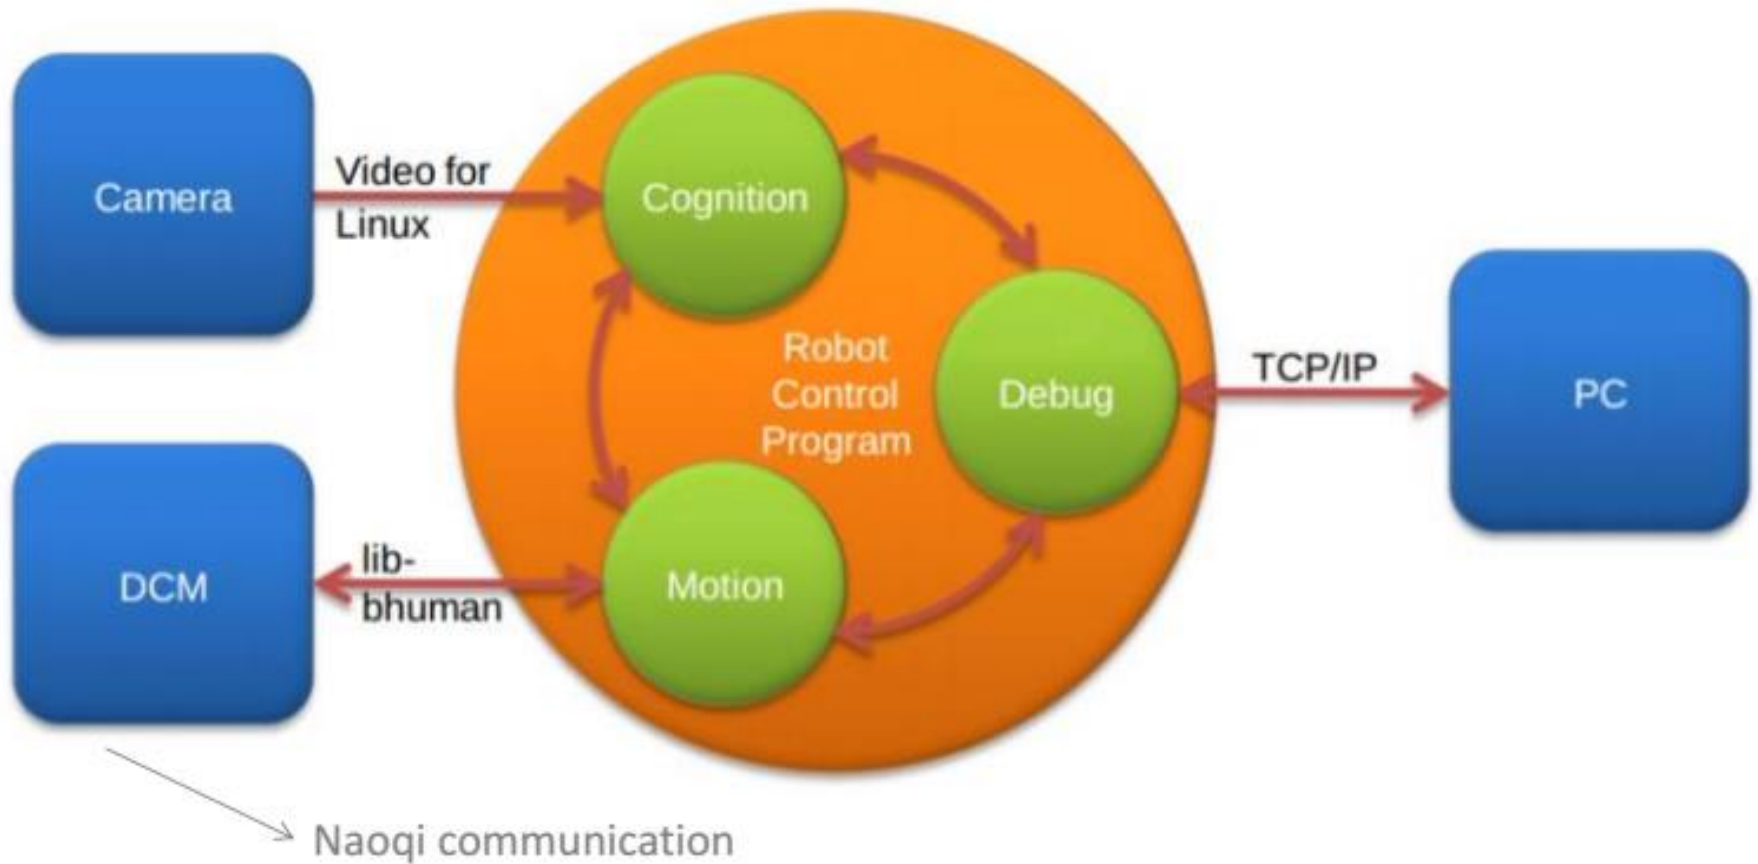 Camera
Video for
Linux
Cognition
Robot
Control
Program
Debug
TCP/IP
PC
DCM
lib-
bhuman
Motion
Naoqi communication